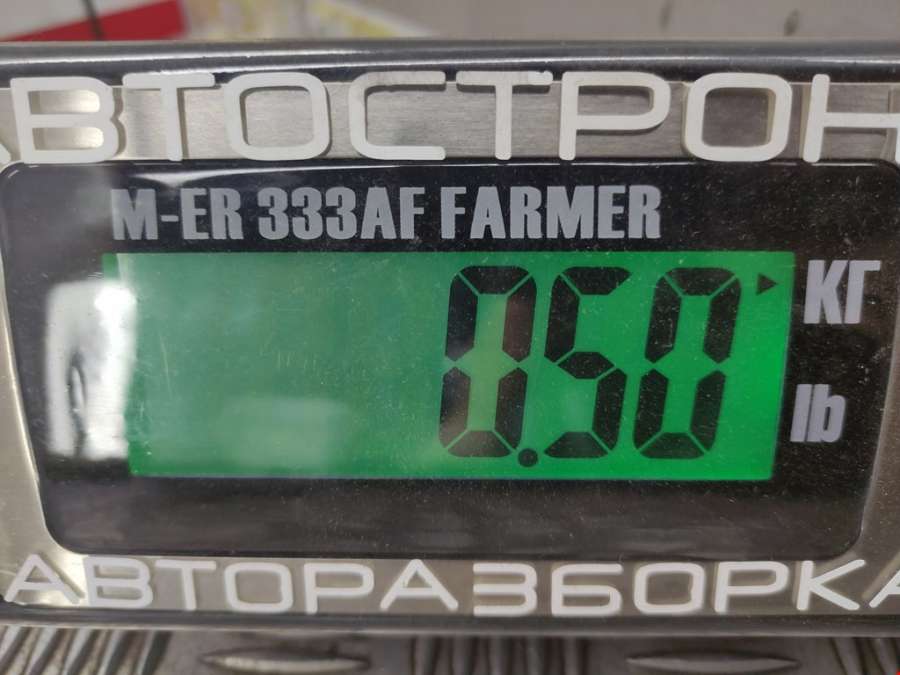 АВТОСТРОН
M-ER 333AF FARMER
0.50 КГ
lb
АВТОРАЗБОРКА